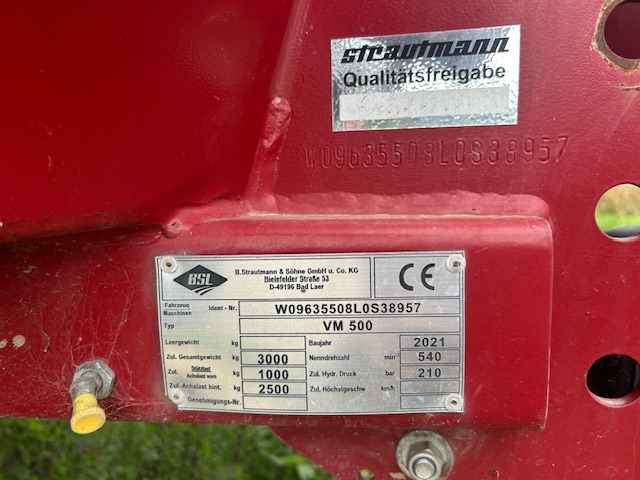 strautmann
Qualitätsfreigabe
W09635508L0S38957
BSL
B.Strautmann & Söhne GmbH u. Co. KG
Bielefelder Straße 53
D-49196 Bad Laer
CE
Fahrzeug
Maschinen Ident - Nr. W09635508L0S38957
Typ VM 500
Leergewicht kg Baujahr 2021
Zul. Gesamtgewicht kg 3000 Nenndrehzahl min⁻¹ 540
Zul. Stützlast
Achslast vorn kg 1000 Zul. Hydr. Druck bar 210
Zul. Achslast hint. kg 2500 Zul. Höchstgeschw km/h
Genehmigungs-Nr.